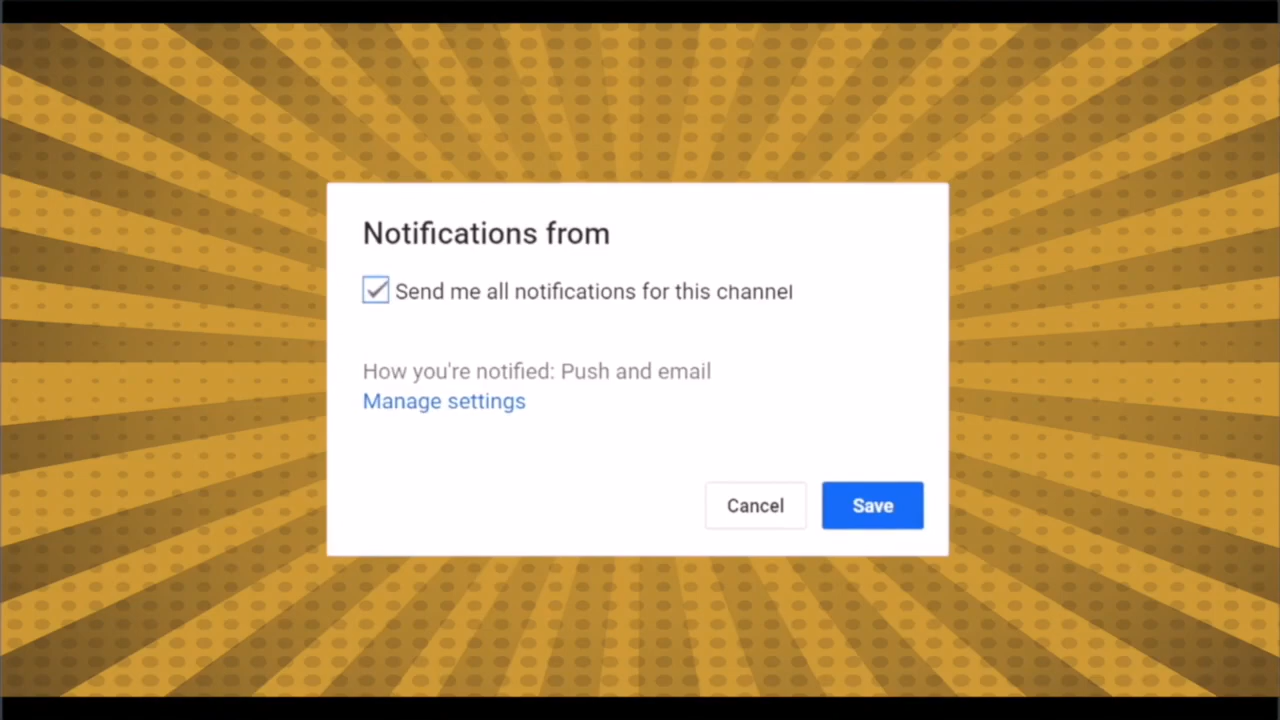 Notifications from
Send me all notifications for this channel
How you're notified: Push and email
Manage settings
Cancel
Save